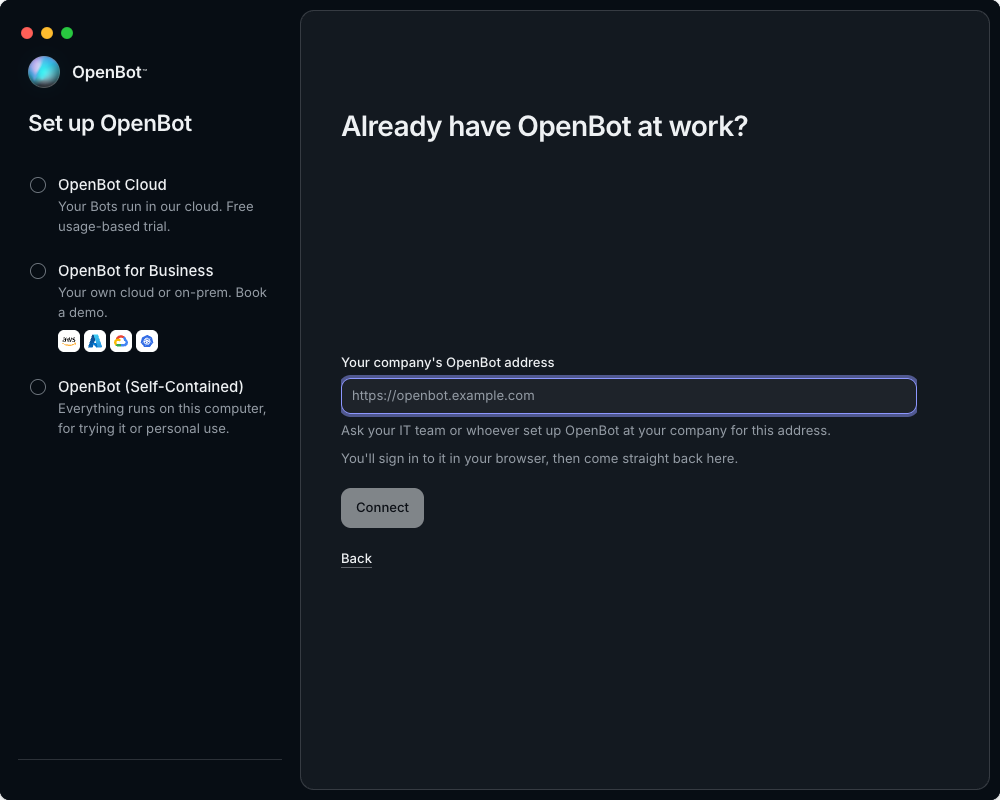 OpenBot™
Set up OpenBot
OpenBot Cloud
Your Bots run in our cloud. Free
usage-based trial.
OpenBot for Business
Your own cloud or on-prem. Book
a demo.
aws
OpenBot (Self-Contained)
Everything runs on this computer,
for trying it or personal use.
Already have OpenBot at work?
Your company's OpenBot address
https://openbot.example.com
Ask your IT team or whoever set up OpenBot at your company for this address.
You'll sign in to it in your browser, then come straight back here.
Connect
Back